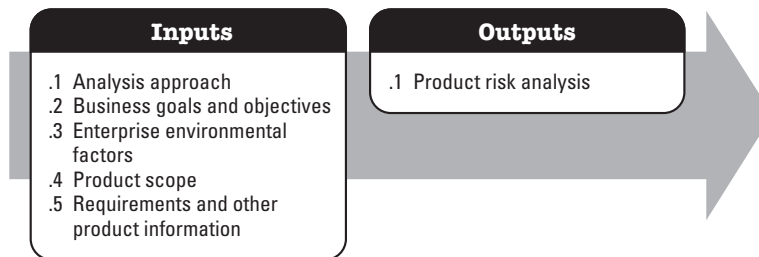 Inputs
.1 Analysis approach
.2 Business goals and objectives
.3 Enterprise environmental
factors
.4 Product scope
.5 Requirements and other
product information
Outputs
.1 Product risk analysis